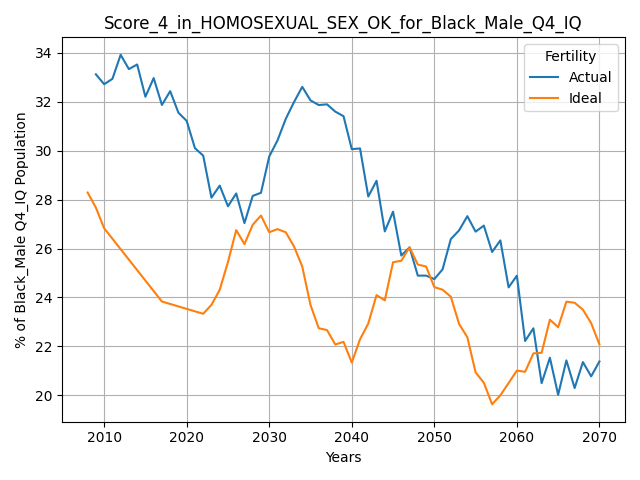 Score_4_in_HOMOSEXUAL_SEX_OK_for_Black_Male_Q4_IQ
Fertility
Actual
Ideal
% of Black_Male Q4_IQ Population
34
32
30
28
26
24
22
20
2010 2020 2030 2040 2050 2060 2070
Years